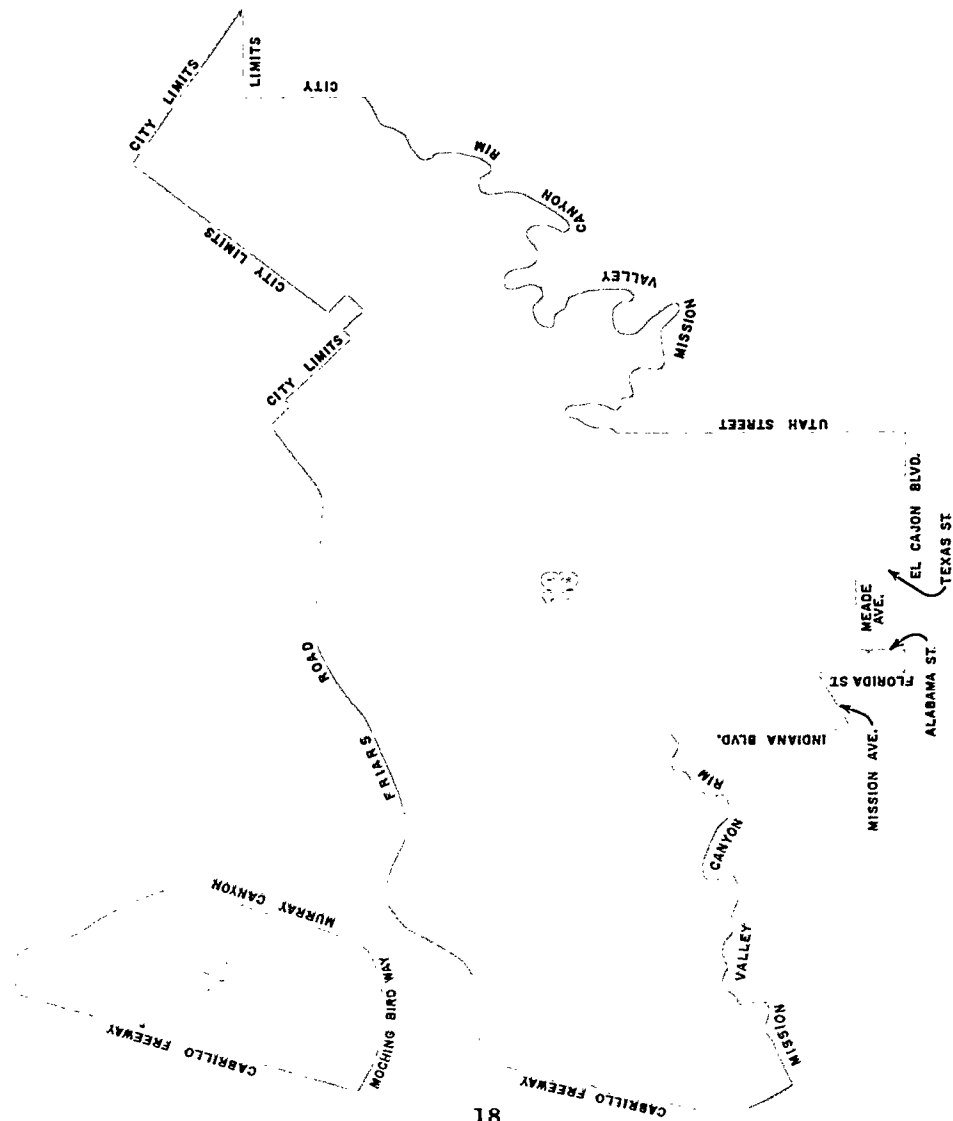 CITY LIMITS
LIMITS
CITY
RIM
CANYON
VALLEY
MISSION
CITY LIMITS
CITY LIMITS
UTAH STREET
EL CAJON BLVD.
TEXAS ST.
MEADE
AVE.
ALABAMA ST.
FLORIDA ST.
MISSION AVE.
INDIANA BLVD.
ROAD
FRIARS
RIM
CANYON
VALLEY
MISSION
MURRAY CANYON
MOCHING BIRD WAY
CABRILLO FREEWAY
CABRILLO FREEWAY
18